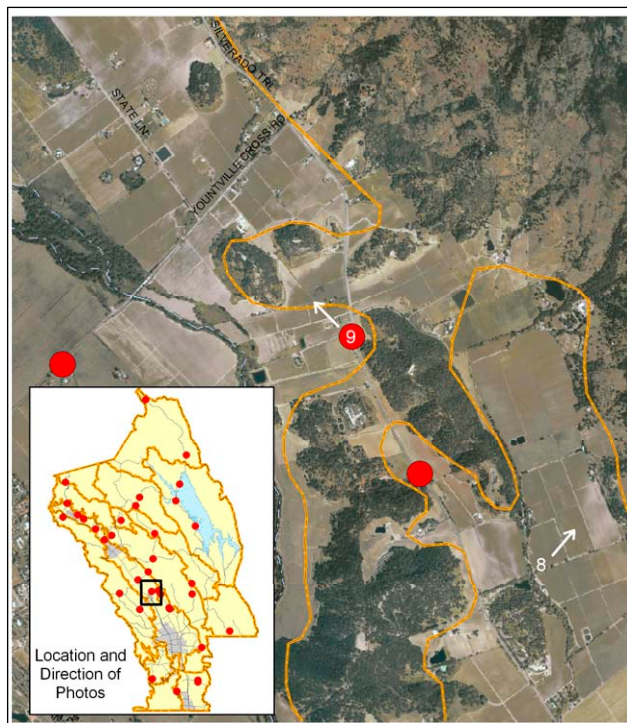 SILVERADO TRL
STATE LN
YOUNTVILLE CROSS RD
9
8
Location and
Direction of
Photos